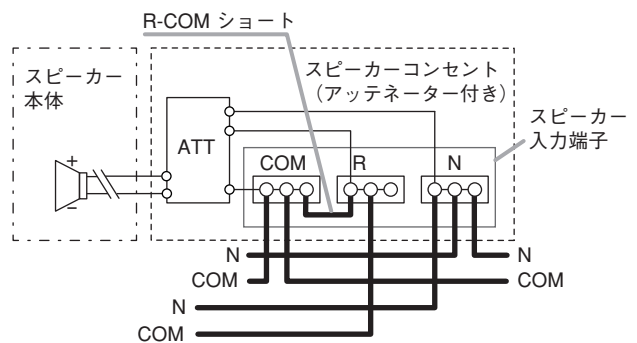 R-COM ショート
スピーカー
本体
スピーカーコンセント
（アッテネーター付き）
スピーカー
入力端子
ATT
COM
R
N
+
−
N
N
COM
COM
N
COM